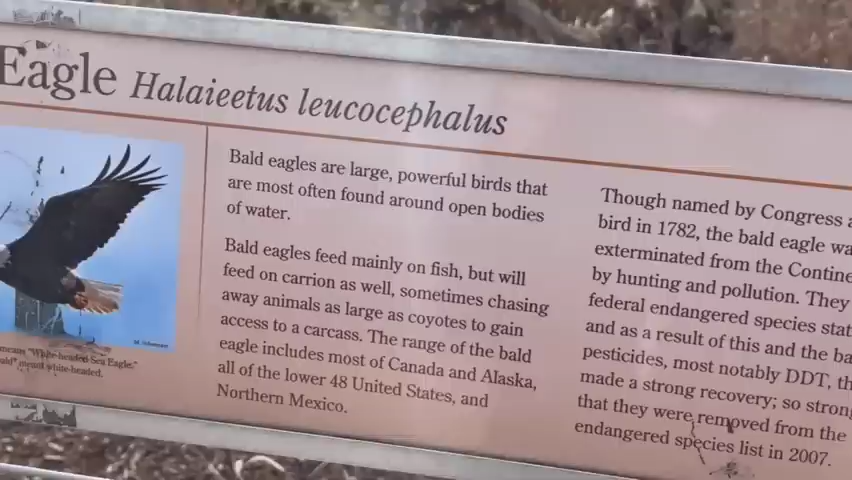 Eagle Halaieetus leucocephalus
Bald eagles are large, powerful birds that
are most often found around open bodies
of water.
Bald eagles feed mainly on fish, but will
feed on carrion as well, sometimes chasing
away animals as large as coyotes to gain
access to a carcass. The range of the bald
eagle includes most of Canada and Alaska,
all of the lower 48 United States, and
Northern Mexico.
Though named by Congress a
bird in 1782, the bald eagle wa
exterminated from the Contine
by hunting and pollution. They
federal endangered species stat
and as a result of this and the ba
pesticides, most notably DDT, th
made a strong recovery; so stron
that they were removed from the
endangered species list in 2007.
means "White-headed Sea Eagle."
meant white-headed.